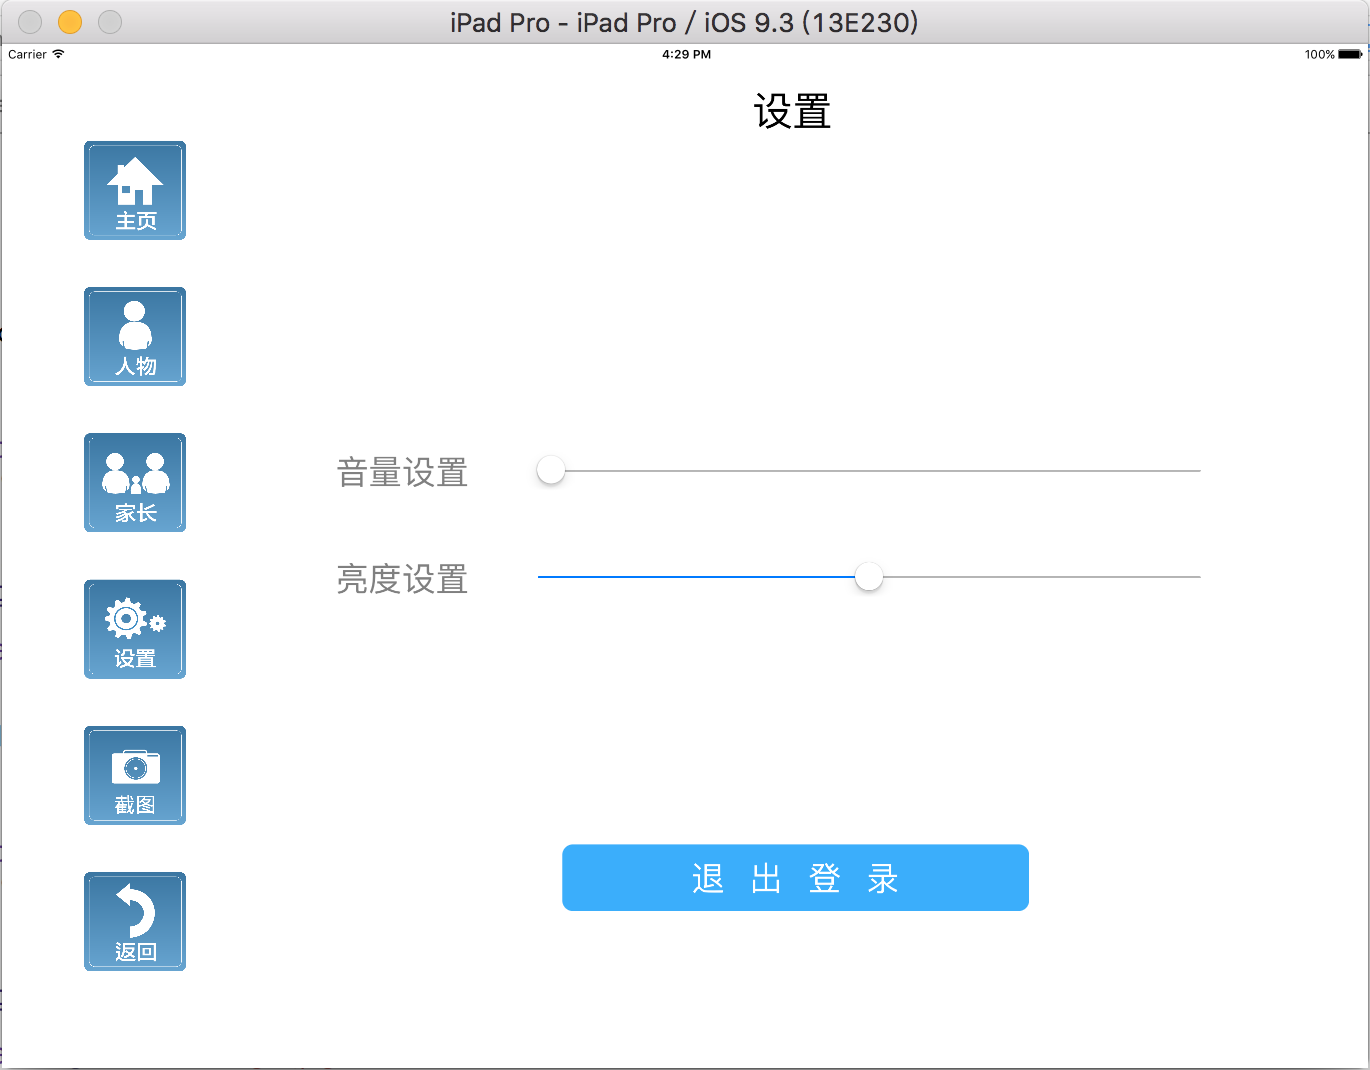 iPad Pro - iPad Pro / iOS 9.3 (13E230)
Carrier 4:29 PM 100%
设置
主页
人物
家长
设置
截图
返回
音量设置
亮度设置
退 出 登 录